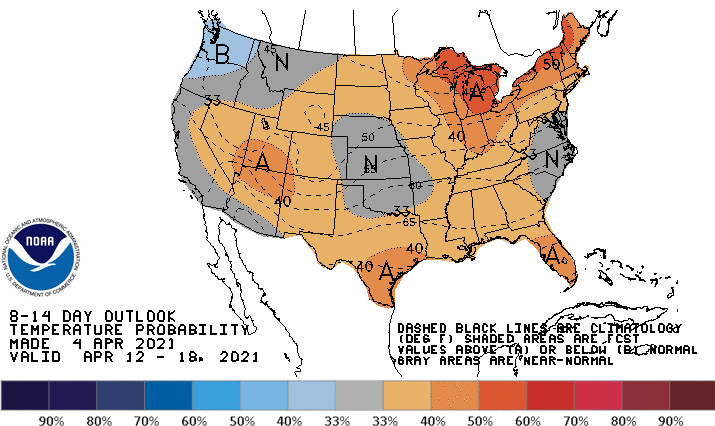 B
45
N
33
45
A
40
50
N
55
60
33
65
40
40
A
A
50
40
33
N
A
NATIONAL OCEANIC AND ATMOSPHERIC ADMINISTRATION
NOAA
U.S. DEPARTMENT OF COMMERCE
8-14 DAY OUTLOOK
TEMPERATURE PROBABILITY
MADE 4 APR 2021
VALID APR 12 - 18, 2021
DASHED BLACK LINES ARE CLIMATOLOGY
(DEG F) SHADED AREAS ARE FCST
VALUES ABOVE (A) OR BELOW (B) NORMAL
GRAY AREAS ARE NEAR-NORMAL
90% 80% 70% 60% 50% 40% 33% 33% 40% 50% 60% 70% 80% 90%